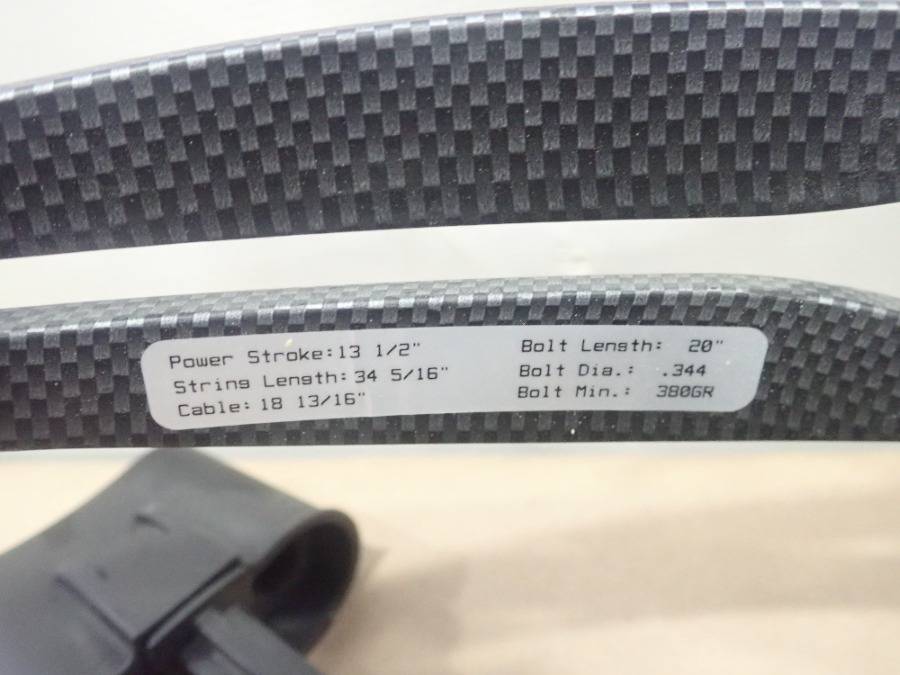 Power Stroke: 13 1/2"
String Length: 34 5/16"
Cable: 18 13/16"
Bolt Length: 20"
Bolt Dia.: .344
Bolt Min.: 380GR